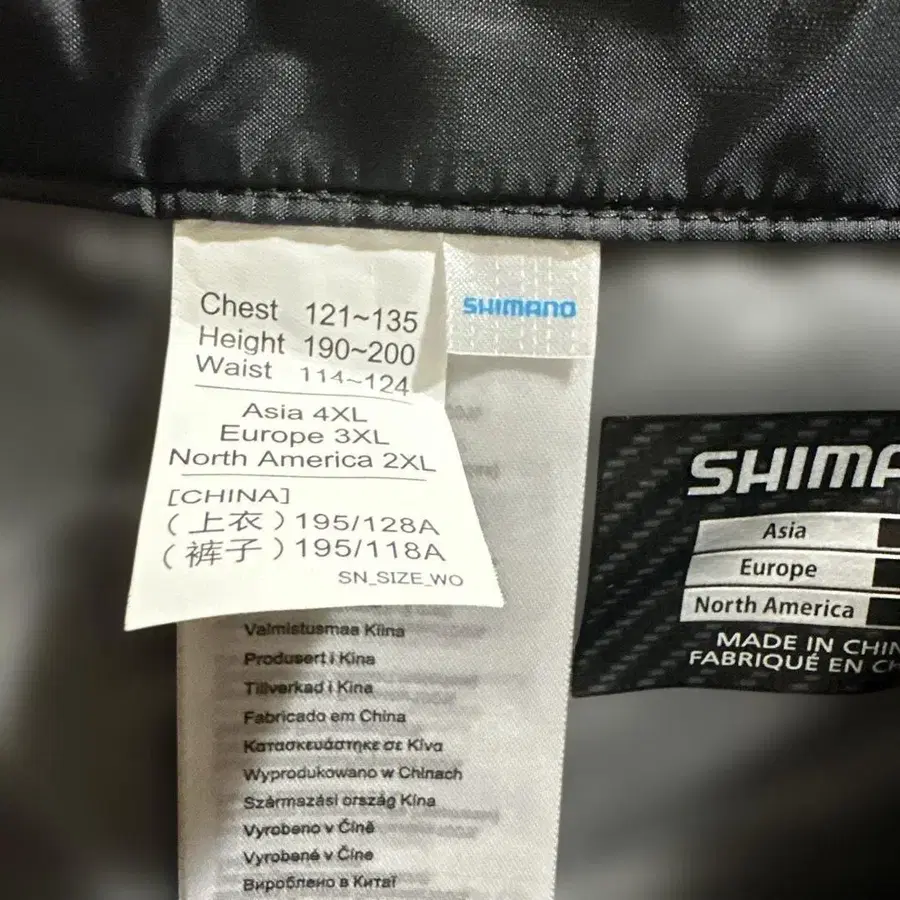 Chest 121~135
Height 190~200
Waist 114~124
Asia 4XL
Europe 3XL
North America 2XL
[CHINA]
(上衣) 195/128A
(裤子) 195/118A
SN_SIZE_WO
SHIMANO
Valmistusmaa Kiina
Produsert i Kina
Tillverkad i Kina
Fabricado em China
Κατασκευάστηκε σε Κίνα
Wyprodukowano w Chinach
Származási ország Kína
Vyrobeno v Číně
Vyrobené v Číne
Вироблено в Китаї
SHIMA
Asia
Europe
North America
MADE IN CHIN
FABRIQUÉ EN CH